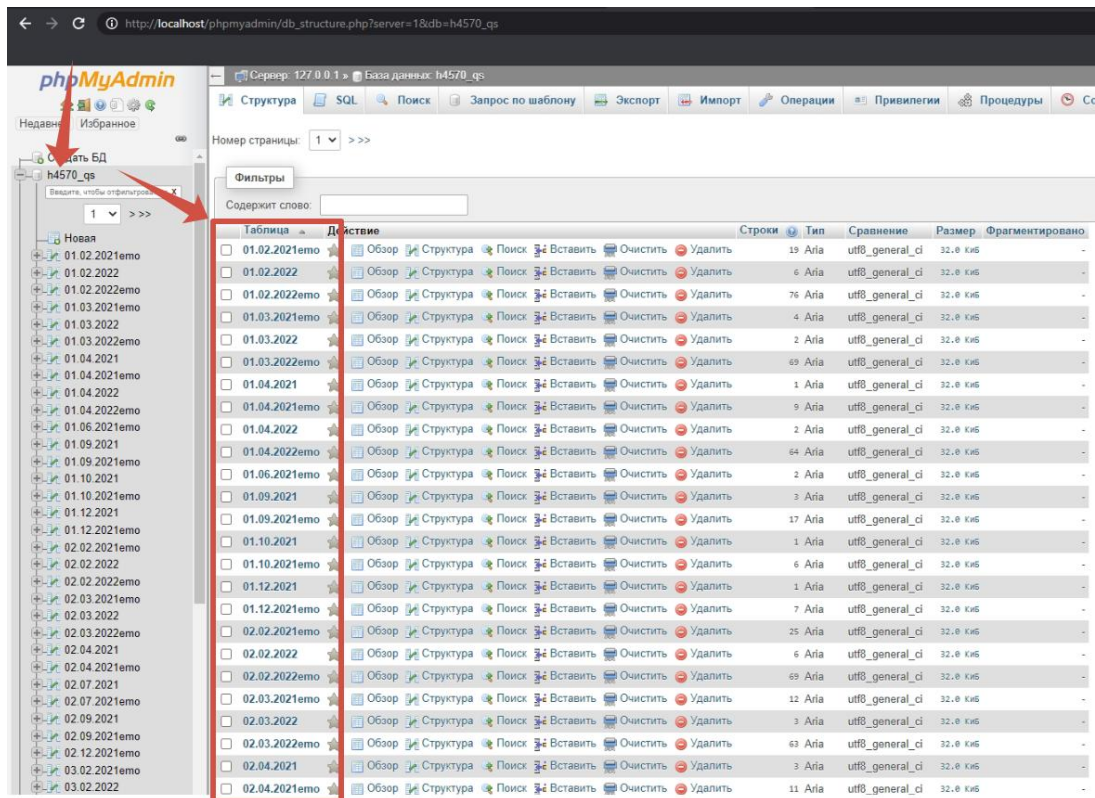 http://localhost/phpmyadmin/db_structure.php?server=1&db=h4570_qs
phpMyAdmin
Недавнее Избранное
Создать БД
h4570_qs
Введите, чтобы отфильтровать X
1 > >>
Новая
01.02.2021emo
01.02.2022
01.02.2022emo
01.03.2021emo
01.03.2022
01.03.2022emo
01.04.2021
01.04.2021emo
01.04.2022
01.04.2022emo
01.06.2021emo
01.09.2021
01.09.2021emo
01.10.2021
01.10.2021emo
01.12.2021
01.12.2021emo
02.02.2021emo
02.02.2022
02.02.2022emo
02.03.2021emo
02.03.2022
02.03.2022emo
02.04.2021
02.04.2021emo
02.07.2021
02.07.2021emo
02.09.2021
02.09.2021emo
02.12.2021emo
03.02.2021emo
03.02.2022
Сервер: 127.0.0.1 » База данных: h4570_qs
Структура SQL Поиск Запрос по шаблону Экспорт Импорт Операции Привилегии Процедуры Со
Номер страницы: 1 > >>
Фильтры
Содержит слово:
Таблица Действие Строки Тип Сравнение Размер Фрагментировано
01.02.2021emo Обзор Структура Поиск Вставить Очистить Удалить 19 Aria utf8_general_ci 32.0 КиБ -
01.02.2022 Обзор Структура Поиск Вставить Очистить Удалить 6 Aria utf8_general_ci 32.0 КиБ -
01.02.2022emo Обзор Структура Поиск Вставить Очистить Удалить 76 Aria utf8_general_ci 32.0 КиБ -
01.03.2021emo Обзор Структура Поиск Вставить Очистить Удалить 4 Aria utf8_general_ci 32.0 КиБ -
01.03.2022 Обзор Структура Поиск Вставить Очистить Удалить 2 Aria utf8_general_ci 32.0 КиБ -
01.03.2022emo Обзор Структура Поиск Вставить Очистить Удалить 69 Aria utf8_general_ci 32.0 КиБ -
01.04.2021 Обзор Структура Поиск Вставить Очистить Удалить 1 Aria utf8_general_ci 32.0 КиБ -
01.04.2021emo Обзор Структура Поиск Вставить Очистить Удалить 9 Aria utf8_general_ci 32.0 КиБ -
01.04.2022 Обзор Структура Поиск Вставить Очистить Удалить 2 Aria utf8_general_ci 32.0 КиБ -
01.04.2022emo Обзор Структура Поиск Вставить Очистить Удалить 64 Aria utf8_general_ci 32.0 КиБ -
01.06.2021emo Обзор Структура Поиск Вставить Очистить Удалить 2 Aria utf8_general_ci 32.0 КиБ -
01.09.2021 Обзор Структура Поиск Вставить Очистить Удалить 3 Aria utf8_general_ci 32.0 КиБ -
01.09.2021emo Обзор Структура Поиск Вставить Очистить Удалить 17 Aria utf8_general_ci 32.0 КиБ -
01.10.2021 Обзор Структура Поиск Вставить Очистить Удалить 1 Aria utf8_general_ci 32.0 КиБ -
01.10.2021emo Обзор Структура Поиск Вставить Очистить Удалить 6 Aria utf8_general_ci 32.0 КиБ -
01.12.2021 Обзор Структура Поиск Вставить Очистить Удалить 1 Aria utf8_general_ci 32.0 КиБ -
01.12.2021emo Обзор Структура Поиск Вставить Очистить Удалить 7 Aria utf8_general_ci 32.0 КиБ -
02.02.2021emo Обзор Структура Поиск Вставить Очистить Удалить 25 Aria utf8_general_ci 32.0 КиБ -
02.02.2022 Обзор Структура Поиск Вставить Очистить Удалить 6 Aria utf8_general_ci 32.0 КиБ -
02.02.2022emo Обзор Структура Поиск Вставить Очистить Удалить 69 Aria utf8_general_ci 32.0 КиБ -
02.03.2021emo Обзор Структура Поиск Вставить Очистить Удалить 12 Aria utf8_general_ci 32.0 КиБ -
02.03.2022 Обзор Структура Поиск Вставить Очистить Удалить 3 Aria utf8_general_ci 32.0 КиБ -
02.03.2022emo Обзор Структура Поиск Вставить Очистить Удалить 63 Aria utf8_general_ci 32.0 КиБ -
02.04.2021 Обзор Структура Поиск Вставить Очистить Удалить 3 Aria utf8_general_ci 32.0 КиБ -
02.04.2021emo Обзор Структура Поиск Вставить Очистить Удалить 11 Aria utf8_general_ci 32.0 КиБ -